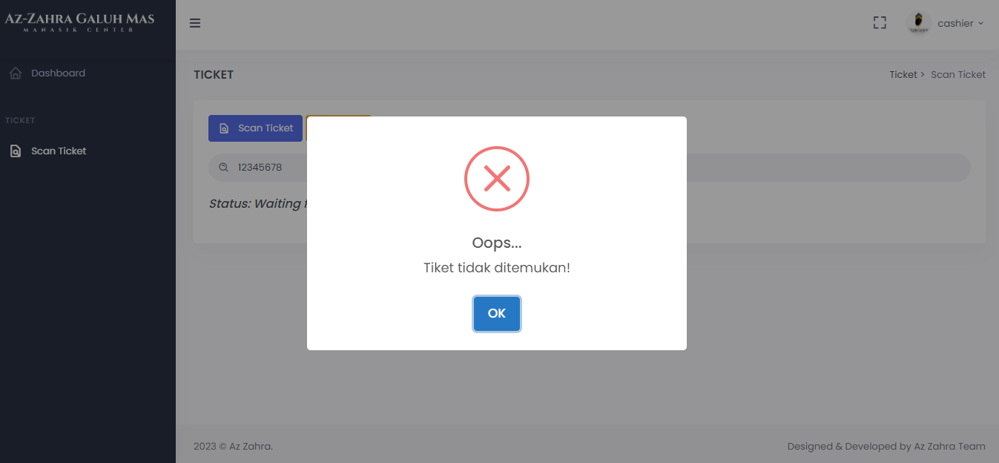 AZ-ZAHRA GALUH MAS
MANASIK CENTER
cashier
Dashboard
TICKET
Scan Ticket
TICKET
Ticket > Scan Ticket
Scan Ticket
12345678
Status: Waiting
Oops...
Tiket tidak ditemukan!
OK
2023 © Az Zahra.
Designed & Developed by Az Zahra Team